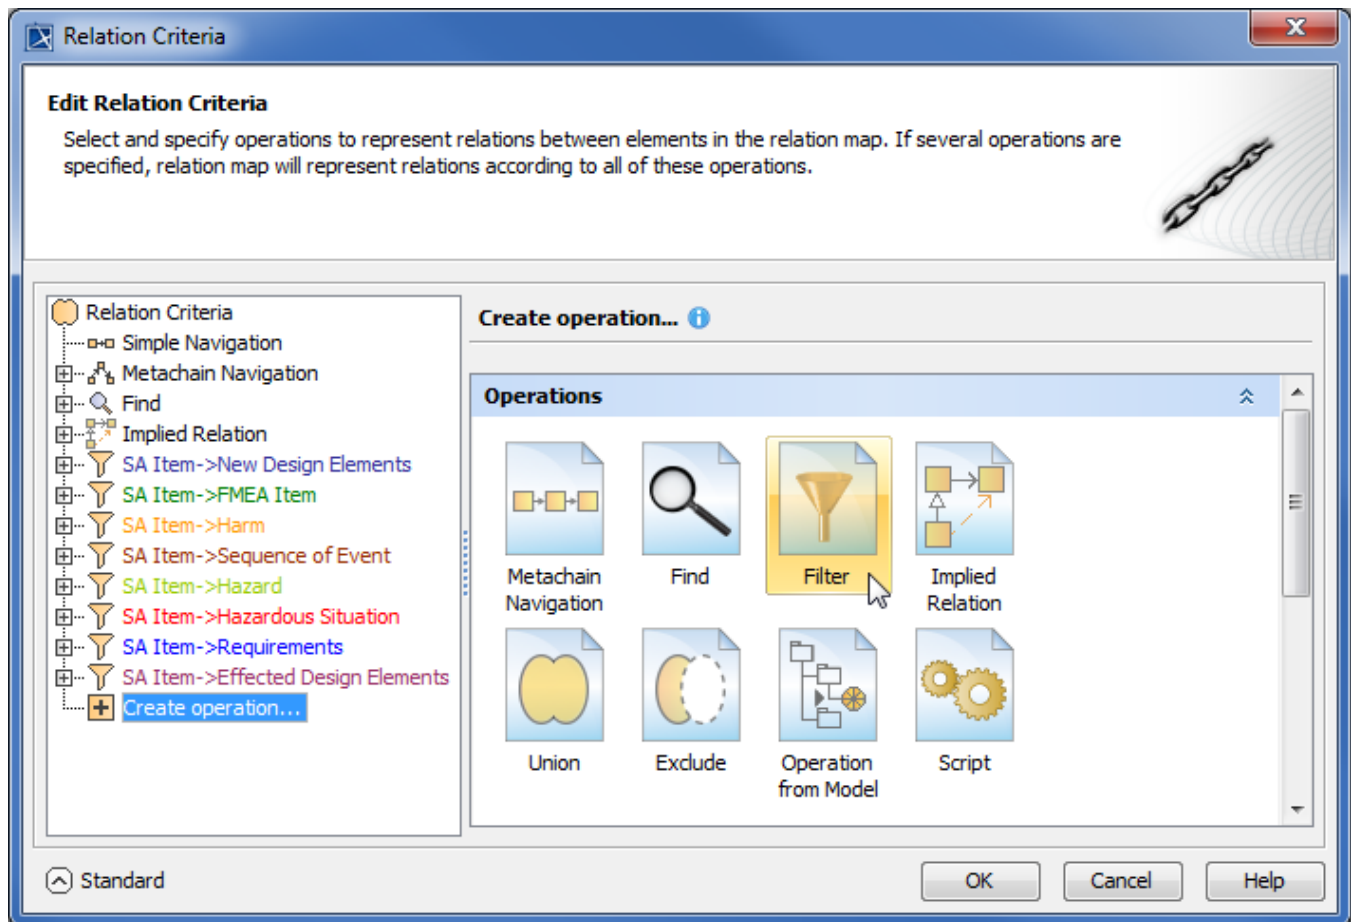 Relation Criteria
Edit Relation Criteria
Select and specify operations to represent relations between elements in the relation map. If several operations are
specified, relation map will represent relations according to all of these operations.
Relation Criteria
Simple Navigation
Metachain Navigation
Find
Implied Relation
SA Item->New Design Elements
SA Item->FMEA Item
SA Item->Harm
SA Item->Sequence of Event
SA Item->Hazard
SA Item->Hazardous Situation
SA Item->Requirements
SA Item->Effected Design Elements
Create operation...
Create operation...
Operations
Metachain
Navigation
Find
Filter
Implied
Relation
Union
Exclude
Operation
from Model
Script
Standard
OK
Cancel
Help